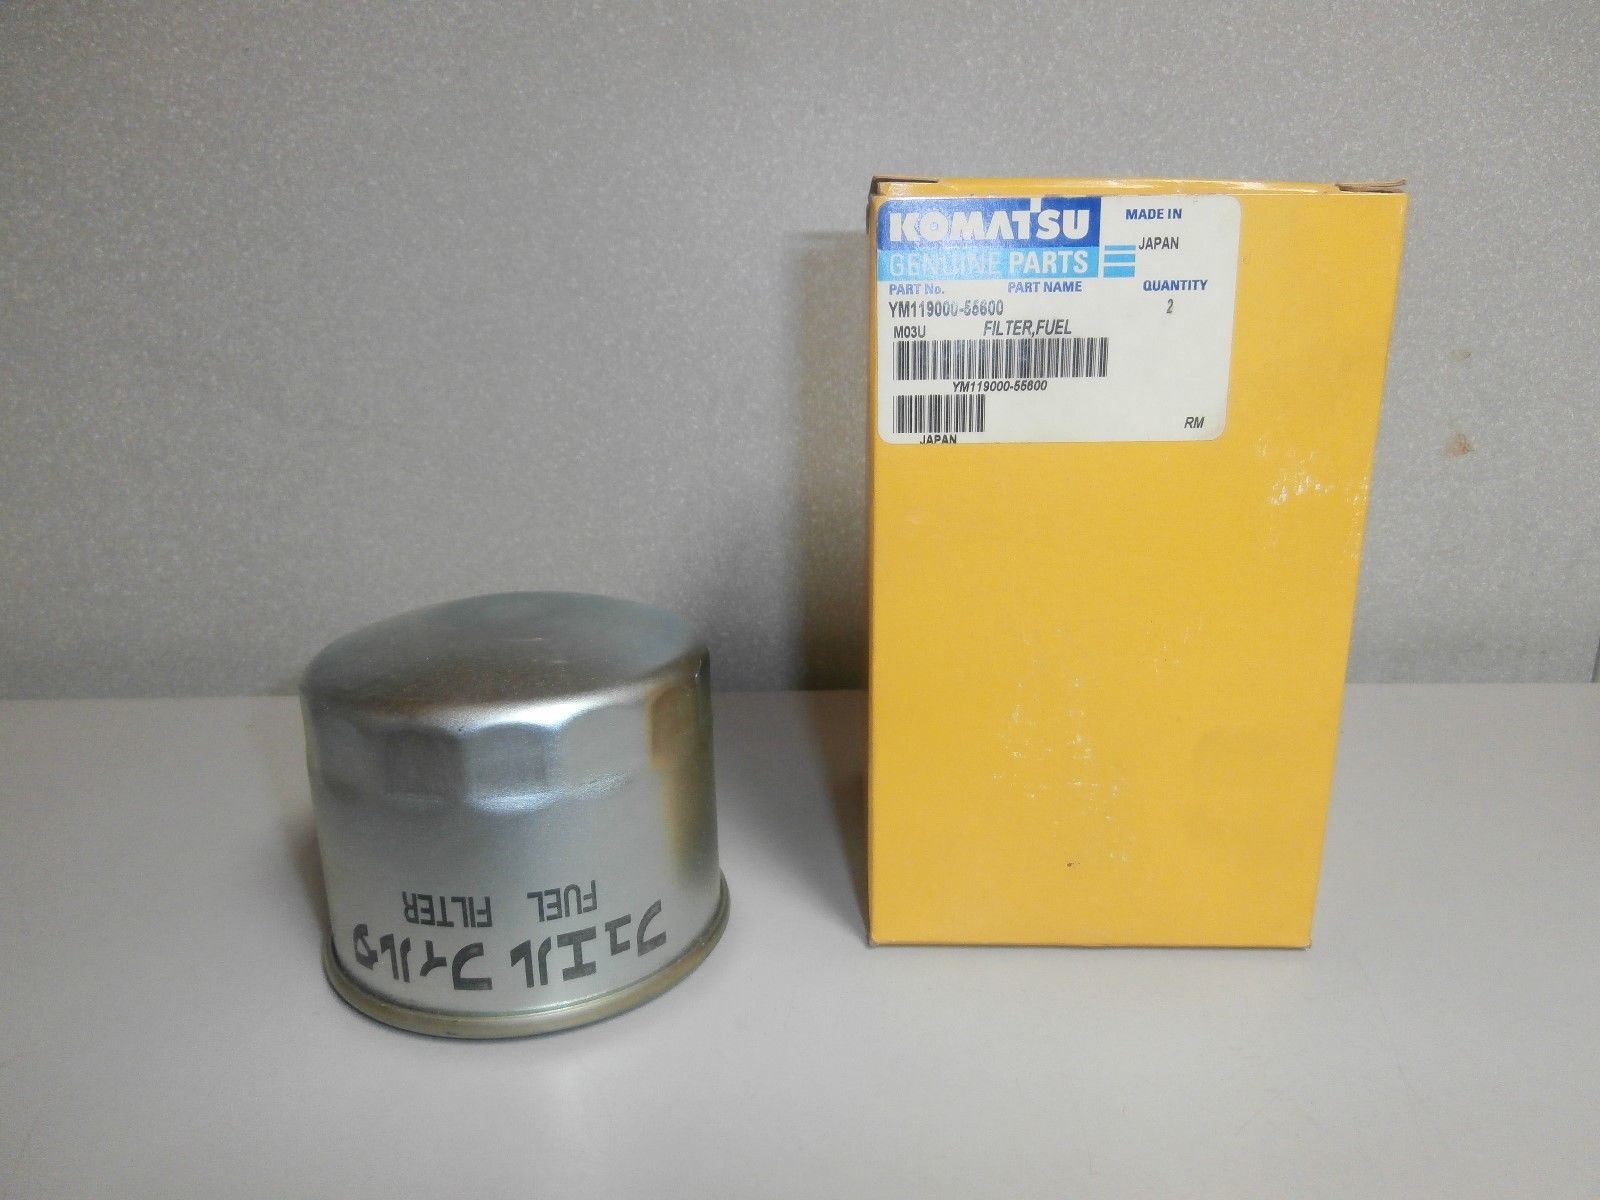 KOMATSU
GENUINE PARTS
MADE IN
JAPAN
PART No. PART NAME QUANTITY
YM119000-55600 2
M03U FILTER,FUEL
YM119000-55600
JAPAN
RM
フュエル フィルタ
FUEL FILTER